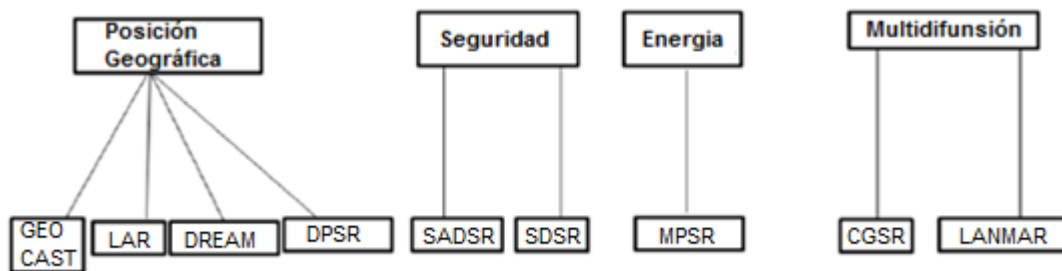 Posición
Geográfica
Seguridad
Energia
Multidifunsión
GEO
CAST
LAR
DREAM
DPSR
SADSR
SDSR
MPSR
CGSR
LANMAR